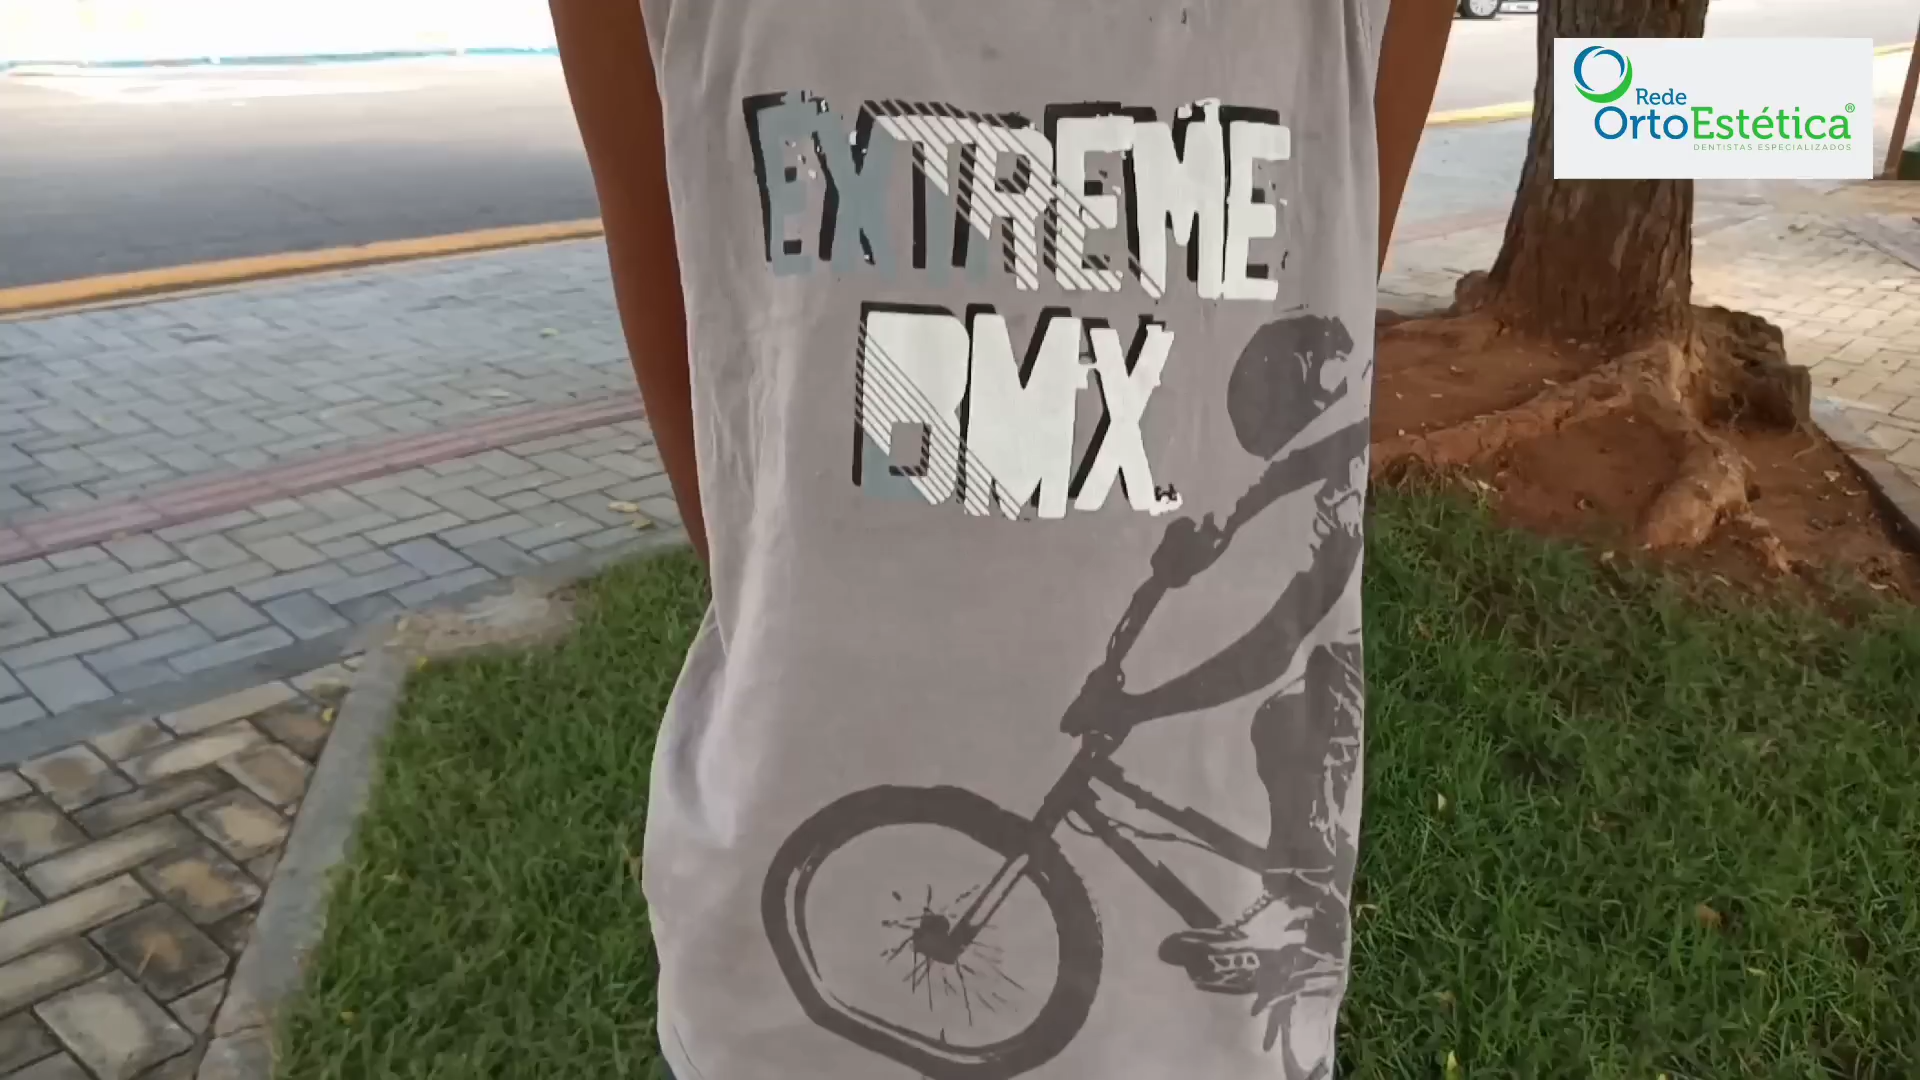 EXTREME
BMX
Rede
OrtoEstética®
DENTISTAS ESPECIALIZADOS